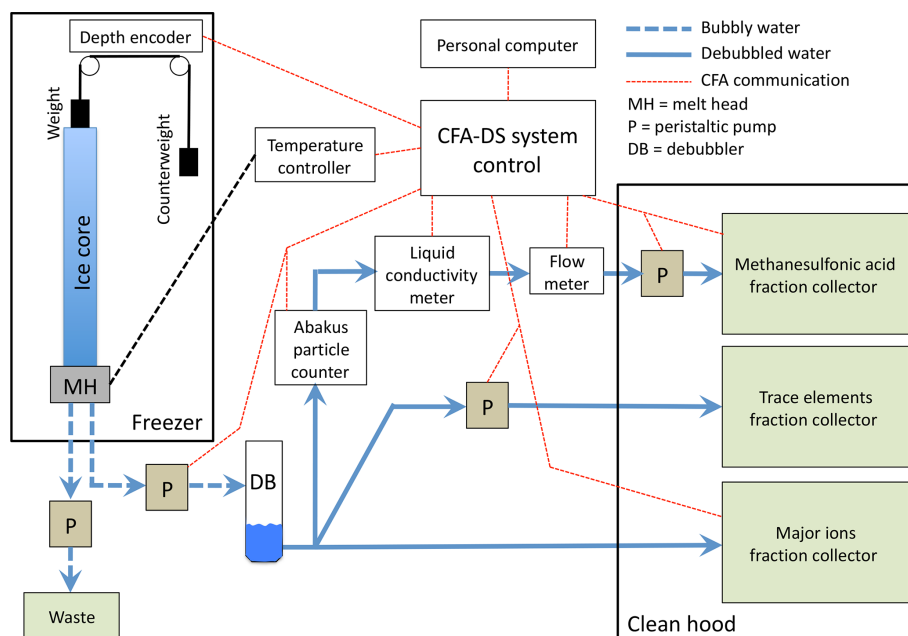 Depth encoder
Personal computer
Bubbly water
Debubbled water
CFA communication
MH = melt head
P = peristaltic pump
DB = debubbler
Weight
Counterweight
Ice core
Temperature
controller
CFA-DS system
control
MH
Freezer
Liquid
conductivity
meter
Flow
meter
P
Methanesulfonic acid
fraction collector
Abakus
particle
counter
P
Trace elements
fraction collector
P
P
DB
Major ions
fraction collector
Waste
Clean hood